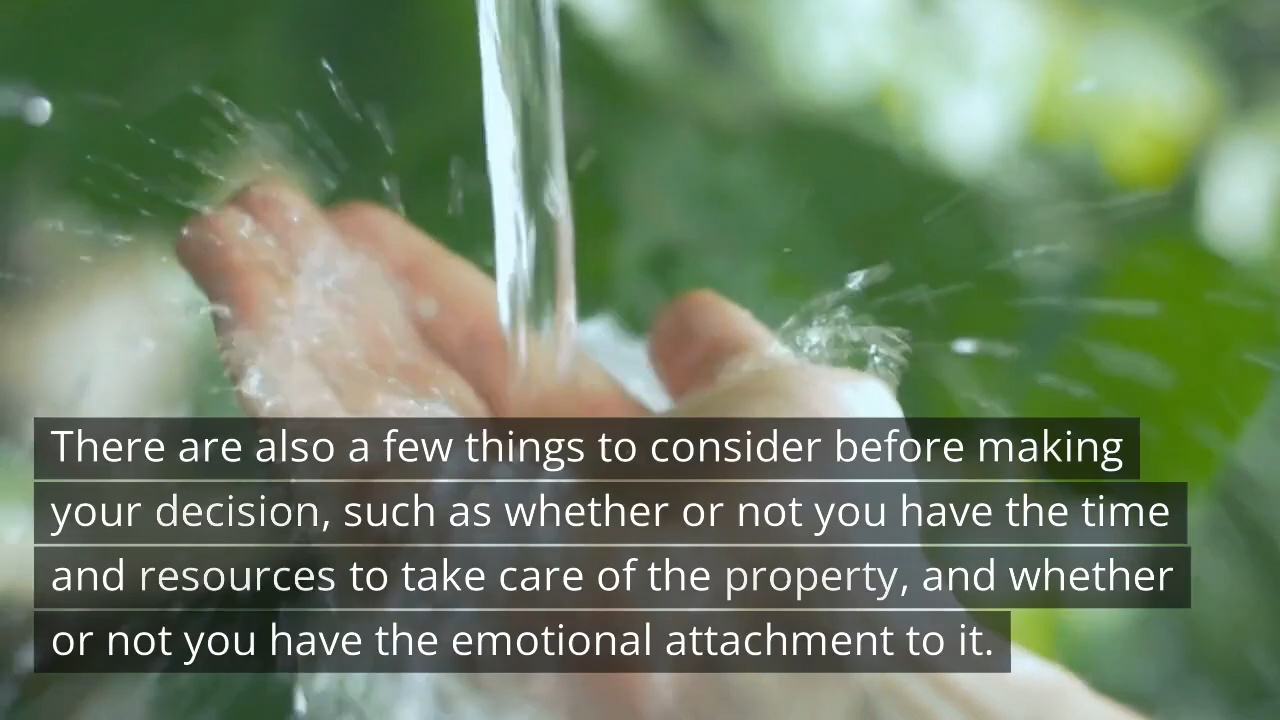 There are also a few things to consider before making
your decision, such as whether or not you have the time
and resources to take care of the property, and whether
or not you have the emotional attachment to it.